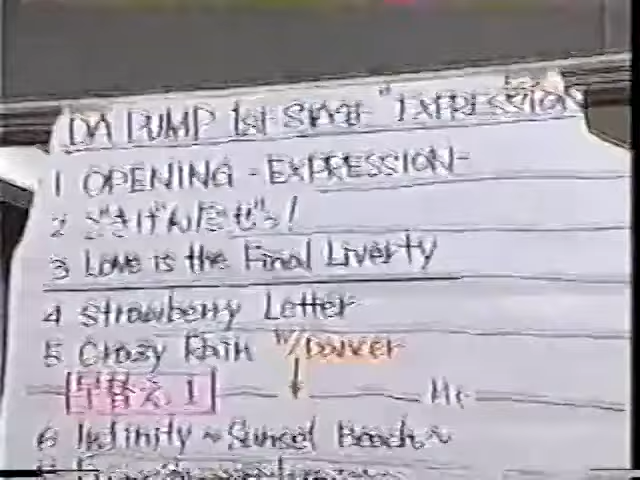 DA PUMP 1st STAGE "EXPRESSION
1 OPENING - EXPRESSION-
2 ごきげんだぜっ!
3 Love is the Final Liverty
4 Strawberry Letter
5 Crazy Rain w/Dancer
早替え 1
6 Infinity ~Sunset Beach~